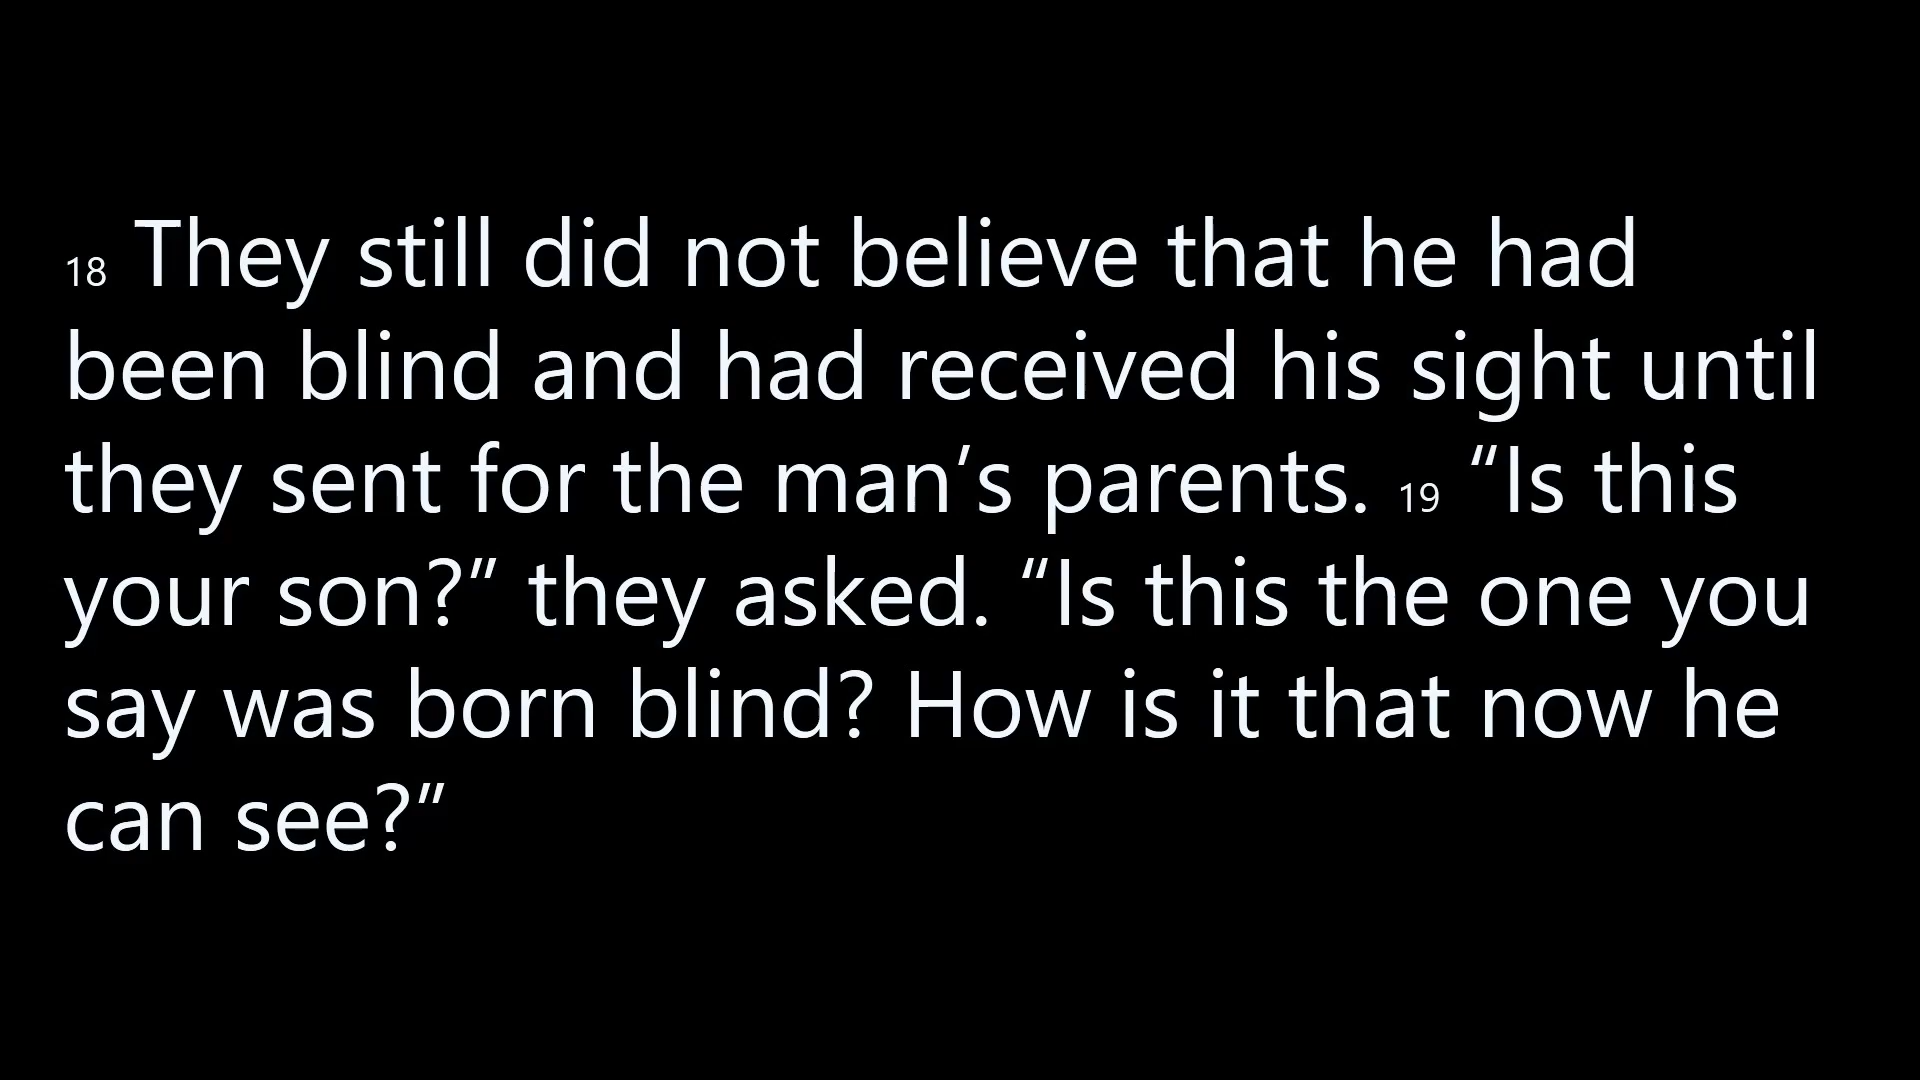 18 They still did not believe that he had
been blind and had received his sight until
they sent for the man’s parents. 19 “Is this
your son?” they asked. “Is this the one you
say was born blind? How is it that now he
can see?”